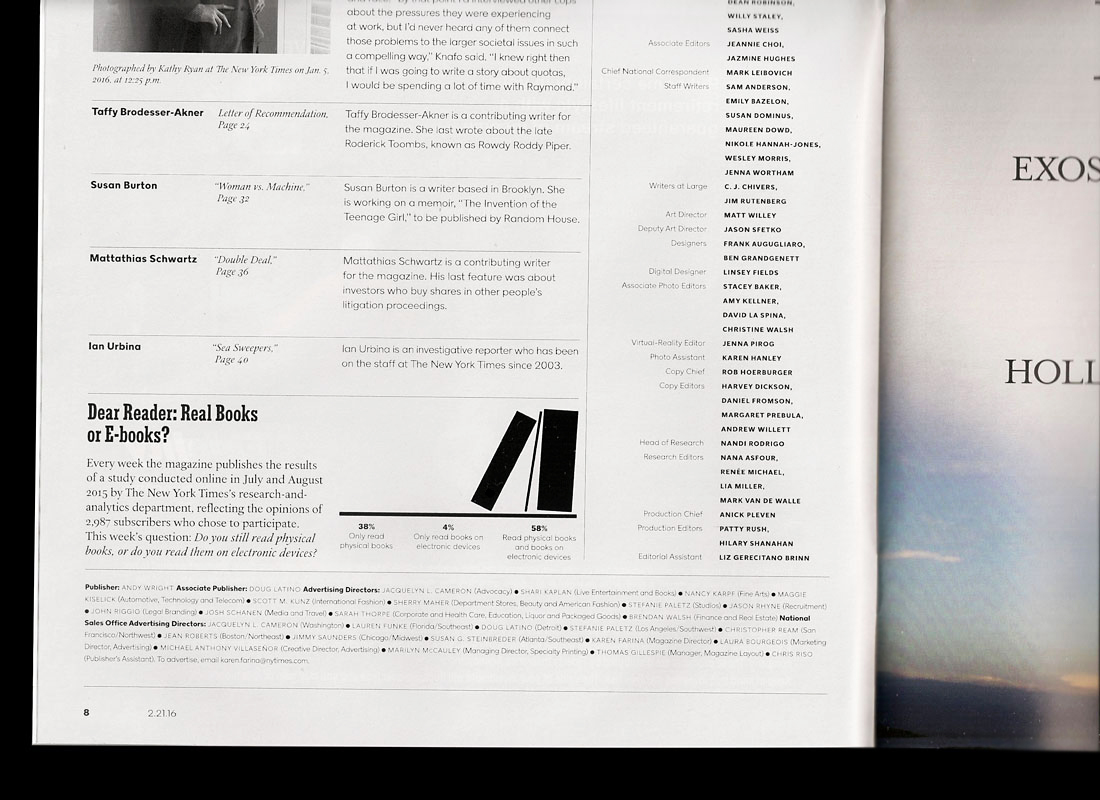 about the pressures they were experiencing
at work, but I'd never heard any of them connect
those problems to the larger societal issues in such
a compelling way," Knafo said. "I knew right then
that if I was going to write a story about quotas,
I would be spending a lot of time with Raymond."
Photographed by Kathy Ryan at The New York Times on Jan. 5,
2016, at 12:25 p.m.
Taffy Brodesser-Akner
Letter of Recommendation,
Page 24
Taffy Brodesser-Akner is a contributing writer for
the magazine. She last wrote about the late
Roderick Toombs, known as Rowdy Roddy Piper.
Susan Burton
"Woman vs. Machine,"
Page 32
Susan Burton is a writer based in Brooklyn. She
is working on a memoir, "The Invention of the
Teenage Girl," to be published by Random House.
Mattathias Schwartz
"Double Deal,"
Page 36
Mattathias Schwartz is a contributing writer
for the magazine. His last feature was about
investors who buy shares in other people's
litigation proceedings.
Ian Urbina
"Sea Sweepers,"
Page 40
Ian Urbina is an investigative reporter who has been
on the staff at The New York Times since 2003.
Dear Reader: Real Books
or E-books?
Every week the magazine publishes the results
of a study conducted online in July and August
2015 by The New York Times's research-and-
analytics department, reflecting the opinions of
2,987 subscribers who chose to participate.
This week's question: Do you still read physical
books, or do you read them on electronic devices?
38%
Only read
physical books
4%
Only read books on
electronic devices
58%
Read physical books
and books on
electronic devices
DEAN ROBINSON,
WILLY STALEY,
SASHA WEISS
Associate Editors JEANNIE CHOI,
JAZMINE HUGHES
Chief National Correspondent MARK LEIBOVICH
Staff Writers SAM ANDERSON,
EMILY BAZELON,
SUSAN DOMINUS,
MAUREEN DOWD,
NIKOLE HANNAH-JONES,
WESLEY MORRIS,
JENNA WORTHAM
Writers at Large C. J. CHIVERS,
JIM RUTENBERG
Art Director MATT WILLEY
Deputy Art Director JASON SFETKO
Designers FRANK AUGUGLIARO,
BEN GRANDGENETT
Digital Designer LINSEY FIELDS
Associate Photo Editors STACEY BAKER,
AMY KELLNER,
DAVID LA SPINA,
CHRISTINE WALSH
Virtual-Reality Editor JENNA PIROG
Photo Assistant KAREN HANLEY
Copy Chief ROB HOERBURGER
Copy Editors HARVEY DICKSON,
DANIEL FROMSON,
MARGARET PREBULA,
ANDREW WILLETT
Head of Research NANDI RODRIGO
Research Editors NANA ASFOUR,
RENÉE MICHAEL,
LIA MILLER,
MARK VAN DE WALLE
Production Chief ANICK PLEVEN
Production Editors PATTY RUSH,
HILARY SHANAHAN
Editorial Assistant LIZ GERECITANO BRINN
Publisher: ANDY WRIGHT Associate Publisher: DOUG LATINO Advertising Directors: JACQUELYN L. CAMERON (Advocacy) ● SHARI KAPLAN (Live Entertainment and Books) ● NANCY KARPF (Fine Arts) ● MAGGIE
KISELICK (Automotive, Technology and Telecom) ● SCOTT M. KUNZ (International Fashion) ● SHERRY MAHER (Department Stores, Beauty and American Fashion) ● STEFANIE PALETZ (Studios) ● JASON RHYNE (Recruitment)
● JOHN RIGGIO (Legal Branding) ● JOSH SCHANEN (Media and Travel) ● SARAH THORPE (Corporate and Health Care, Education, Liquor and Packaged Goods) ● BRENDAN WALSH (Finance and Real Estate) National
Sales Office Advertising Directors: JACQUELYN L. CAMERON (Washington) ● LAUREN FUNKE (Florida/Southeast) ● DOUG LATINO (Detroit) ● STEFANIE PALETZ (Los Angeles/Southwest) ● CHRISTOPHER REAM (San
Francisco/Northwest) ● JEAN ROBERTS (Boston/Northeast) ● JIMMY SAUNDERS (Chicago/Midwest) ● SUSAN G. STEINBREDER (Atlanta/Southeast) ● KAREN FARINA (Magazine Director) ● LAURA BOURGEOIS (Marketing
Director, Advertising) ● MICHAEL ANTHONY VILLASEÑOR (Creative Director, Advertising) ● MARILYN McCAULEY (Managing Director, Specialty Printing) ● THOMAS GILLESPIE (Manager, Magazine Layout) ● CHRIS RISO
(Publisher's Assistant). To advertise, email karen.farina@nytimes.com.
8
2.21.16
EXOS
HOLL